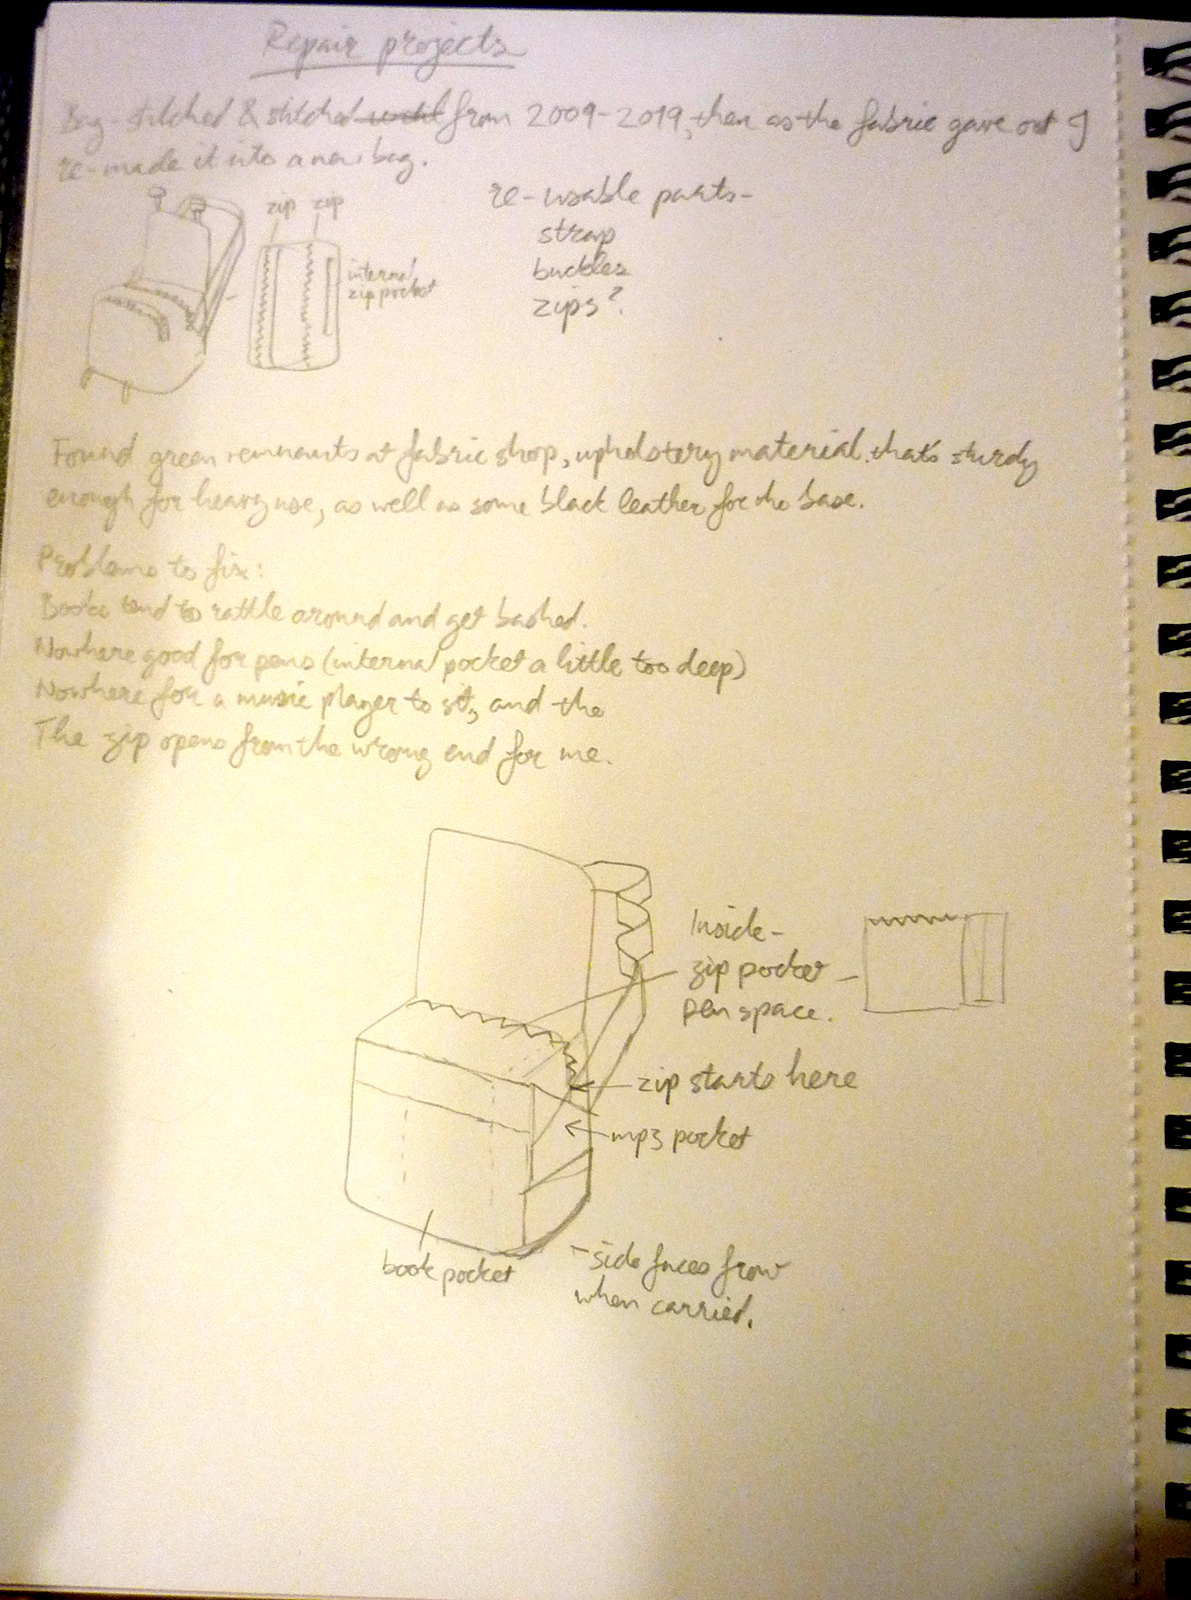 Repair projects
Bag - stitched & stitched until from 2009-2019, then as the fabric gave out I
re-made it into a new bag.
zip zip
internal
zip pocket
re-usable parts-
strap
buckles
zips?
Found green remnants at fabric shop, upholstery material that's sturdy
enough for heavy use, as well as some black leather for the base.
Problems to fix:
Books tend to rattle around and get bashed.
Nowhere good for pens (internal pocket a little too deep)
Nowhere for a music player to sit, and the
The zip opens from the wrong end for me.
Inside-
zip pocket
pen space.
zip starts here
mp3 pocket
book pocket
-side faces front
when carried.